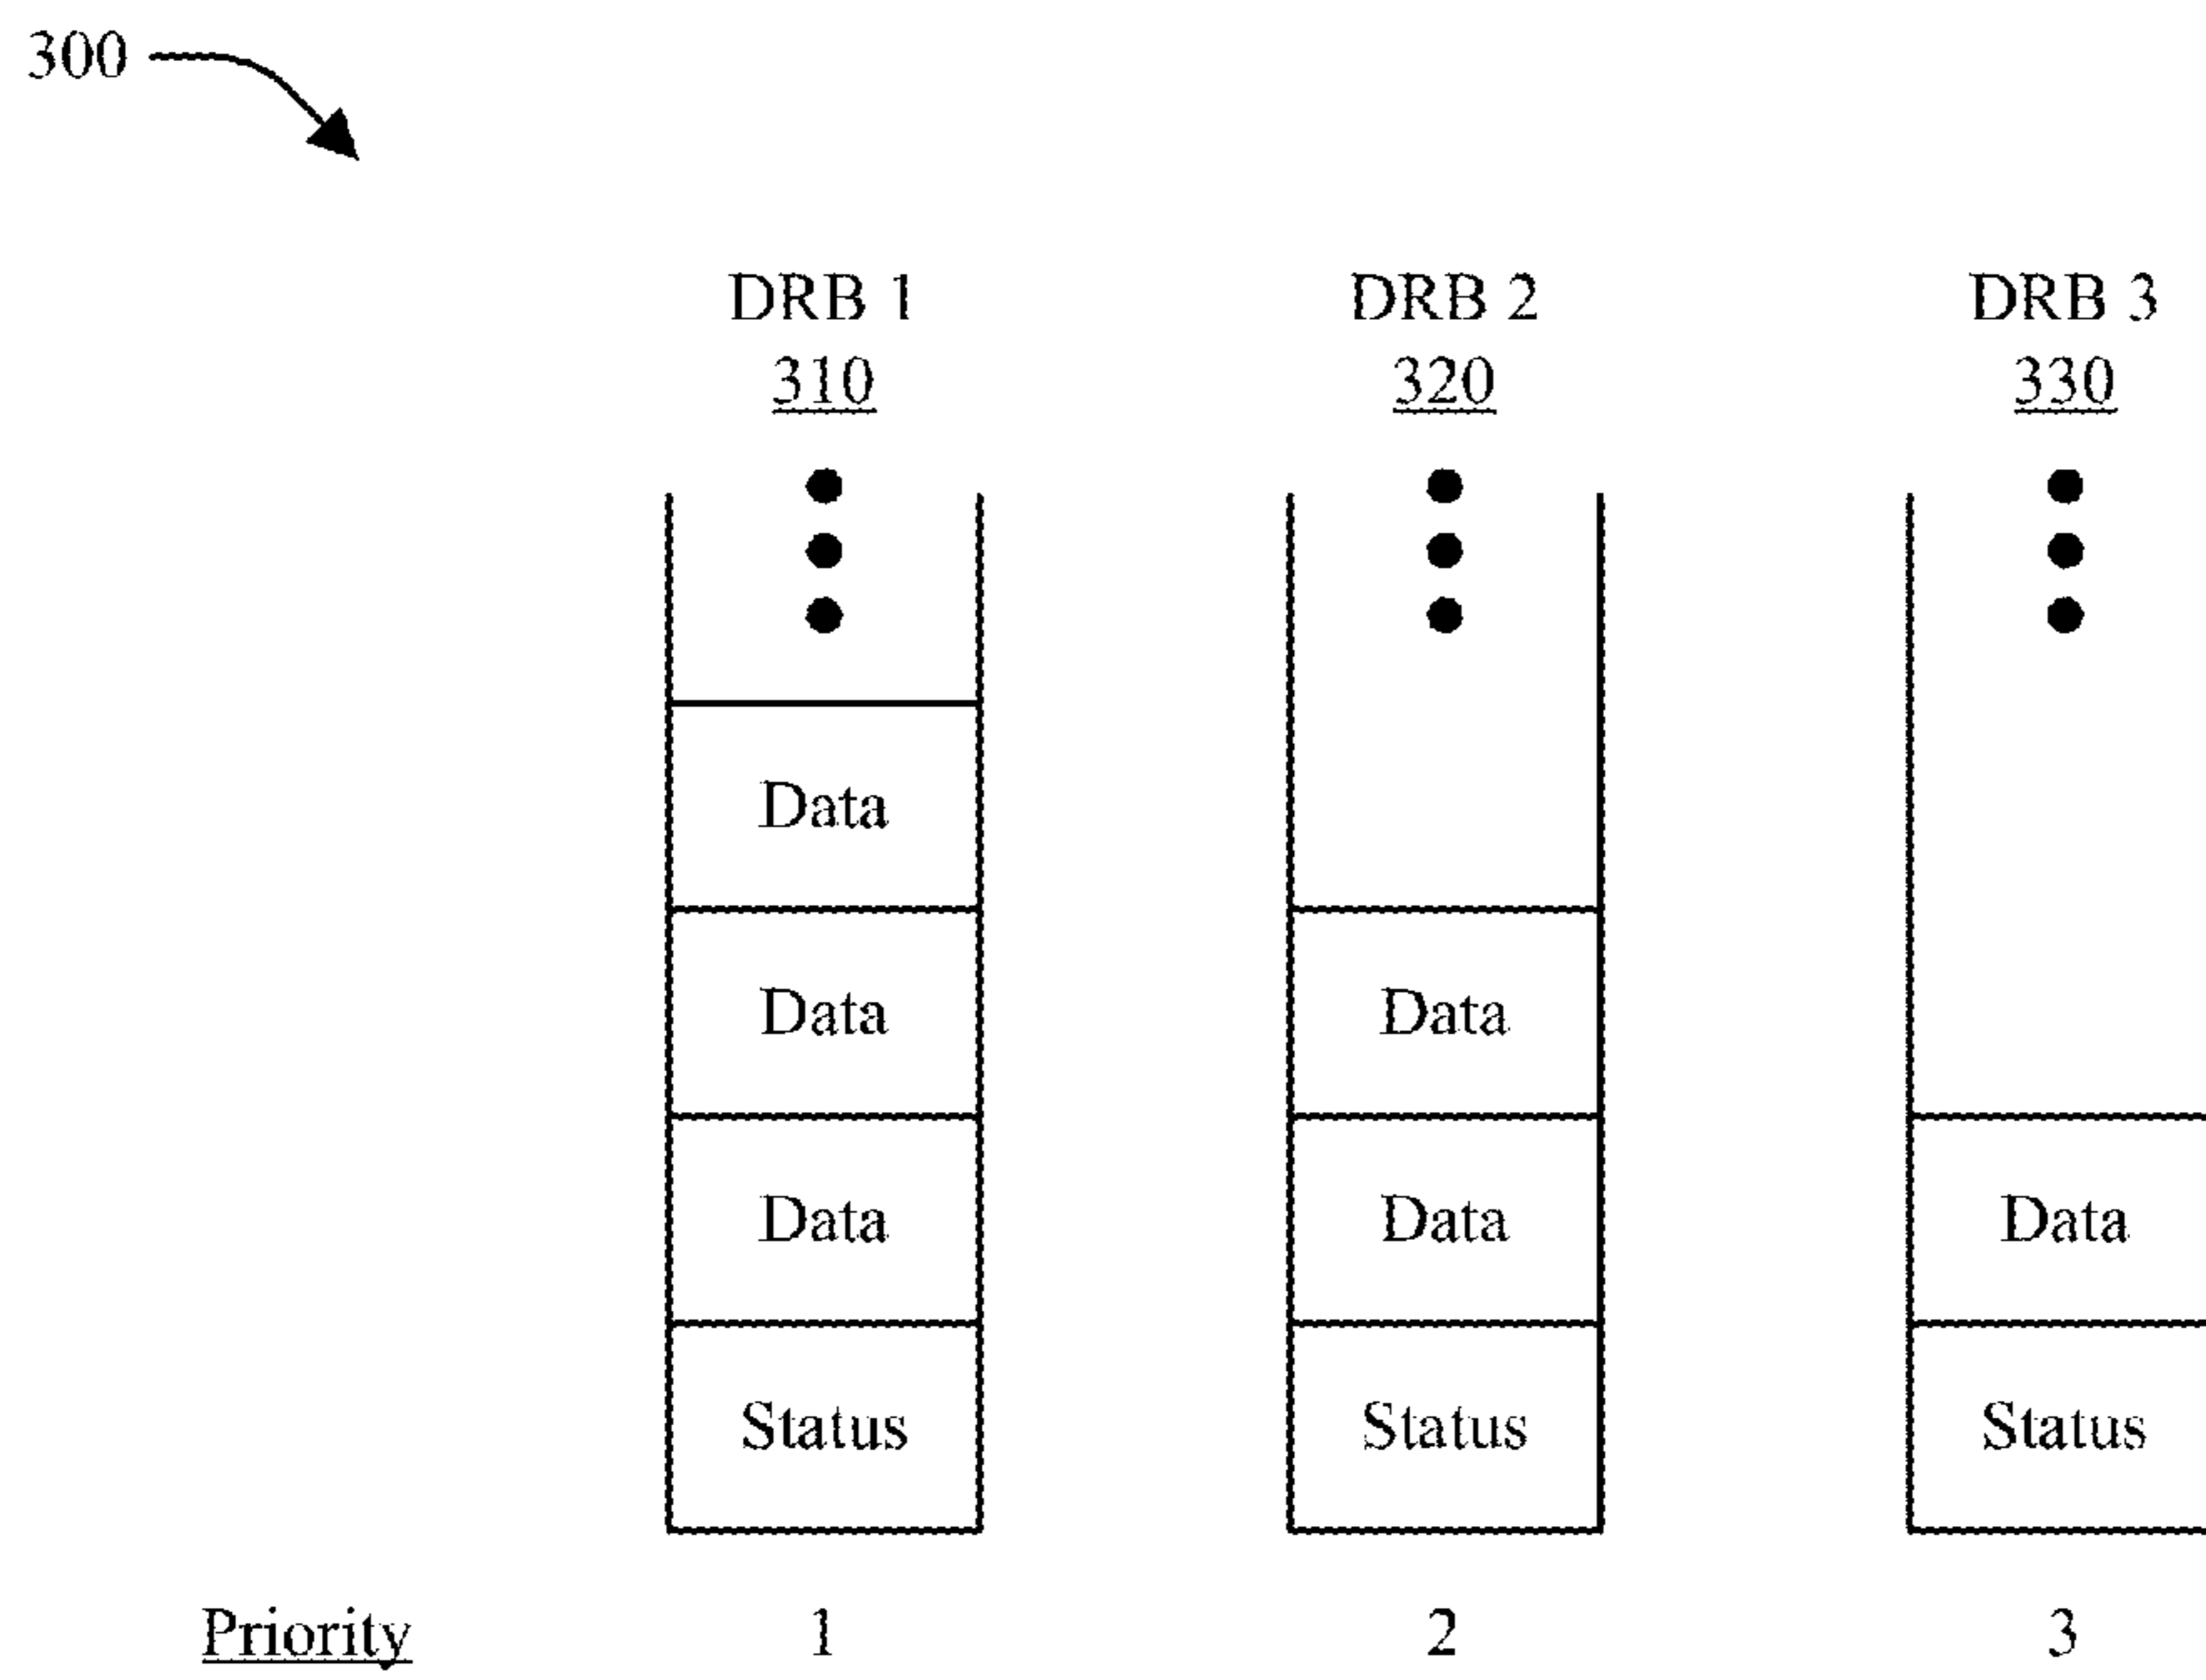 300
DRB 1 DRB 2 DRB 3
310 320 330
Data
Data Data
Data Data Data
Status Status Status
Priority 1 2 3